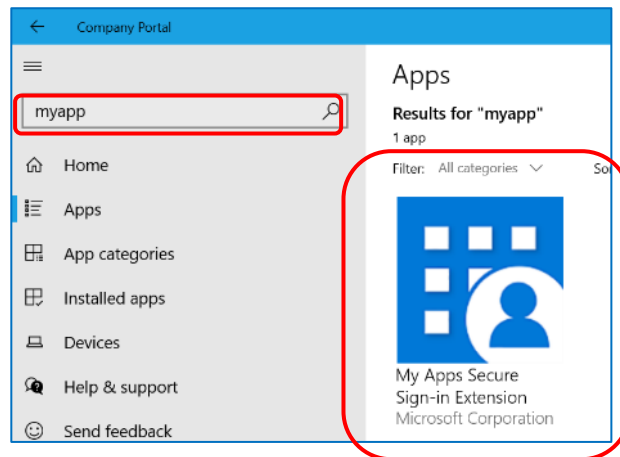 Company Portal
myapp
Home
Apps
App categories
Installed apps
Devices
Help & support
Send feedback
Apps
Results for "myapp"
1 app
Filter: All categories
My Apps Secure
Sign-in Extension
Microsoft Corporation